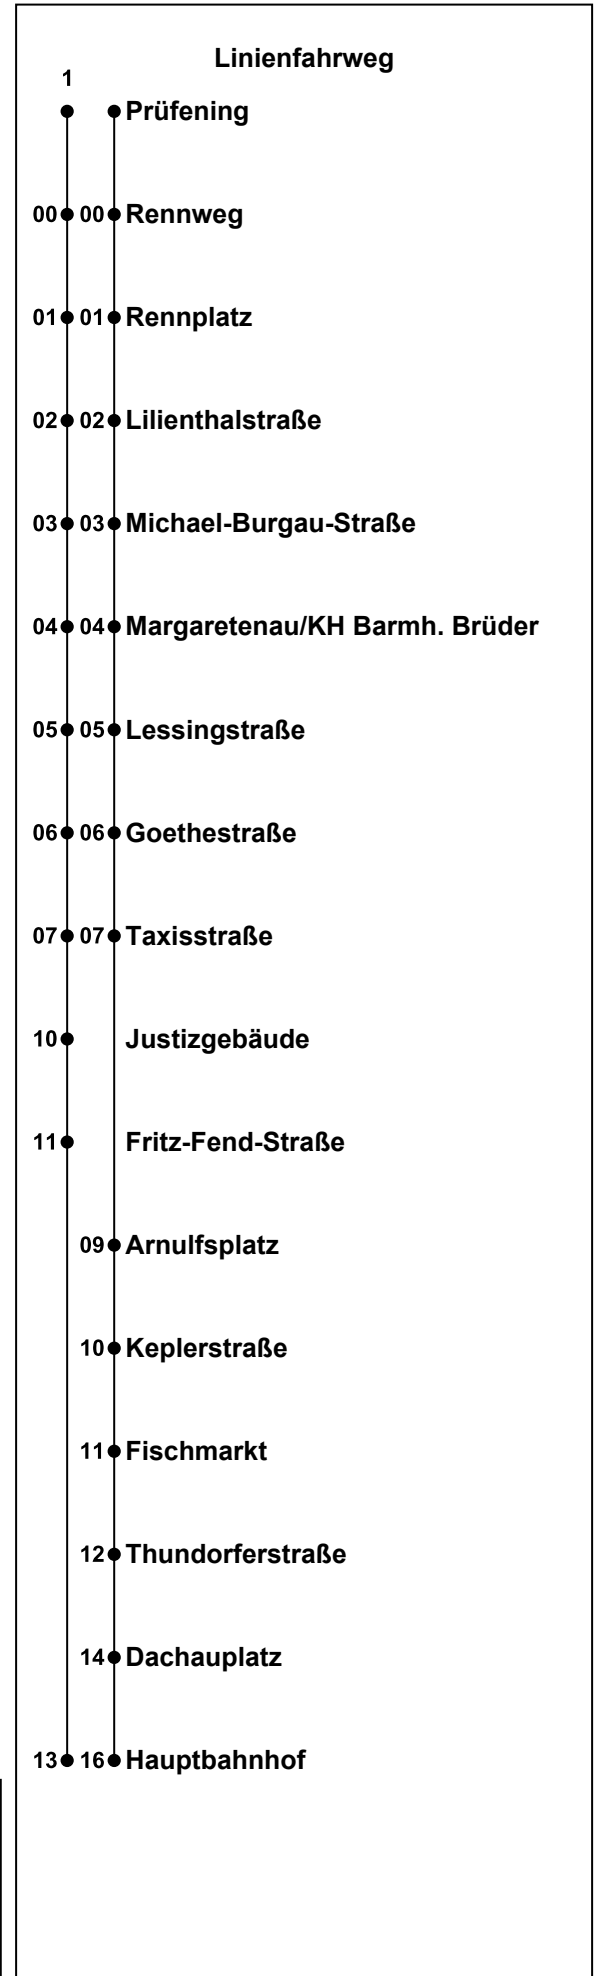 Linienfahrweg
1
Prüfening
00 00 Rennweg
01 01 Rennplatz
02 02 Lilienthalstraße
03 03 Michael-Burgau-Straße
04 04 Margaretenau/KH Barmh. Brüder
05 05 Lessingstraße
06 06 Goethestraße
07 07 Taxisstraße
10 Justizgebäude
11 Fritz-Fend-Straße
09 Arnulfsplatz
10 Keplerstraße
11 Fischmarkt
12 Thundorferstraße
14 Dachauplatz
13 16 Hauptbahnhof